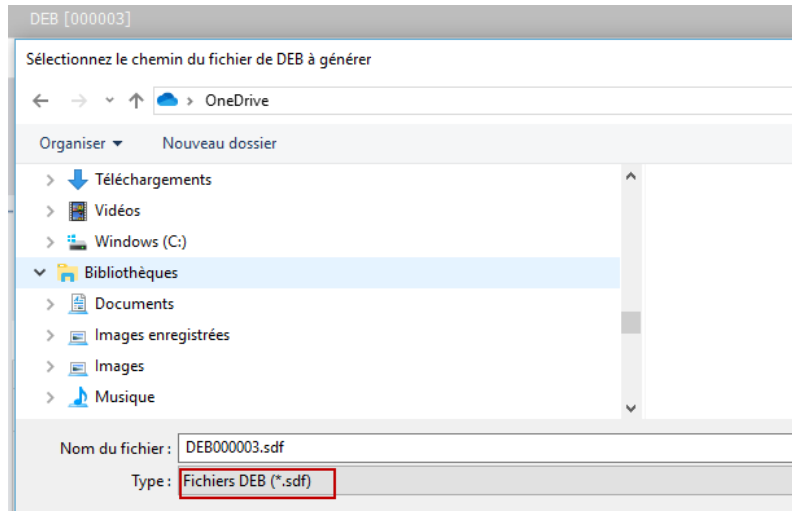 DEB [000003]
Sélectionnez le chemin du fichier de DEB à générer
OneDrive
Organiser Nouveau dossier
Téléchargements
Vidéos
Windows (C:)
Bibliothèques
Documents
Images enregistrées
Images
Musique
Nom du fichier : DEB000003.sdf
Type : Fichiers DEB (*.sdf)